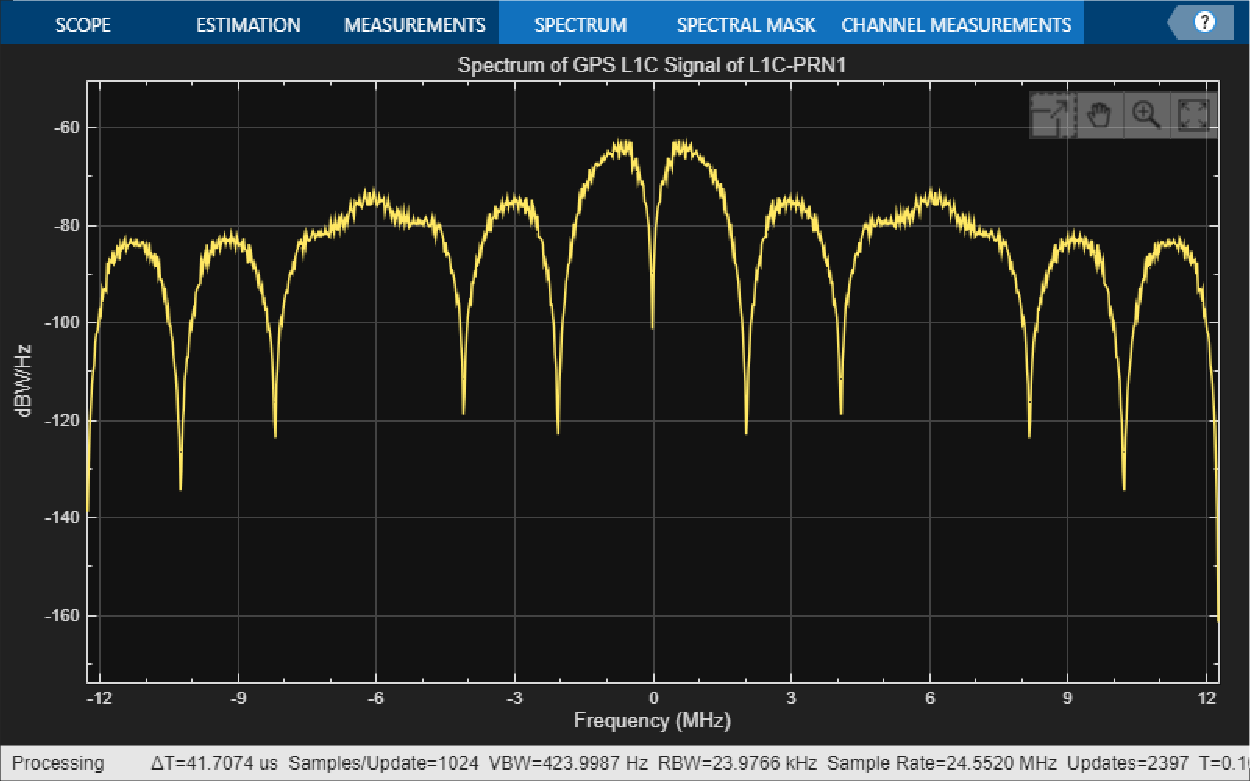 SCOPE ESTIMATION MEASUREMENTS SPECTRUM SPECTRAL MASK CHANNEL MEASUREMENTS ?
Spectrum of GPS L1C Signal of L1C-PRN1
-60
-80
-100
-120
-140
-160
dBW/Hz
-12 -9 -6 -3 0 3 6 9 12
Frequency (MHz)
Processing ΔT=41.7074 us Samples/Update=1024 VBW=423.9987 Hz RBW=23.9766 kHz Sample Rate=24.5520 MHz Updates=2397 T=0.1